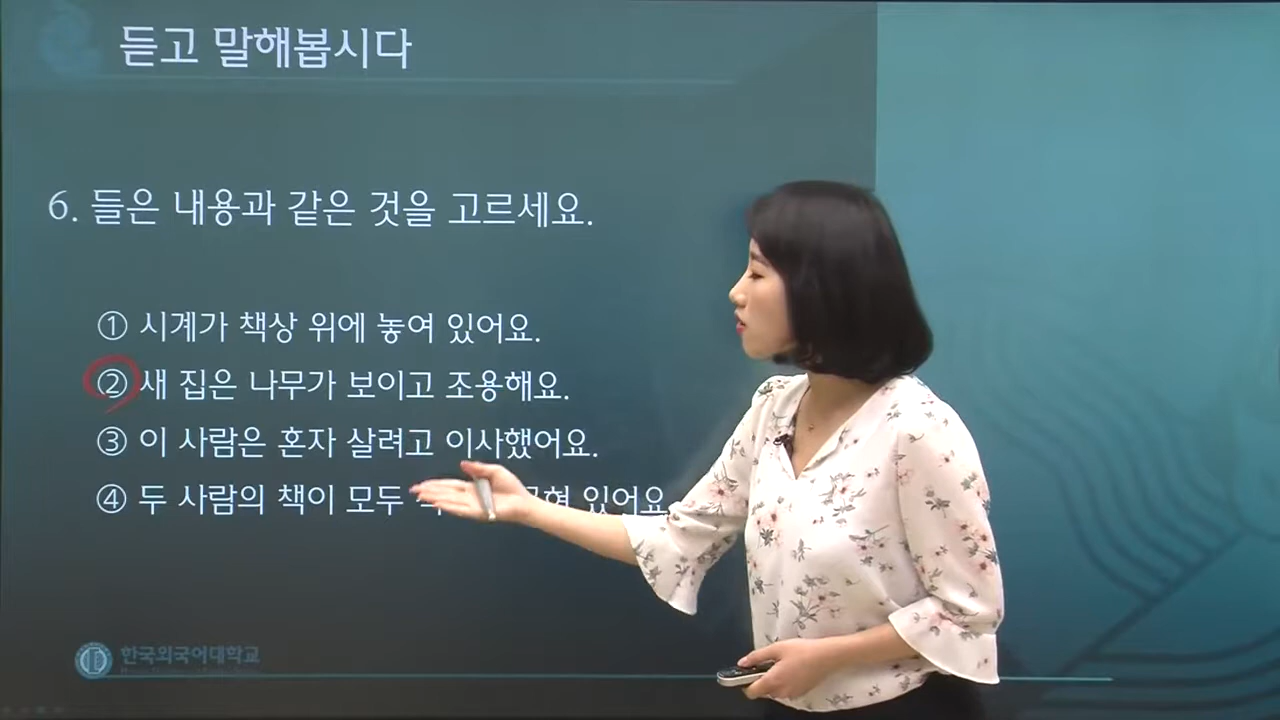 듣고 말해봅시다
6. 들은 내용과 같은 것을 고르세요.
① 시계가 책상 위에 놓여 있어요.
② 새 집은 나무가 보이고 조용해요.
③ 이 사람은 혼자 살려고 이사했어요.
④ 두 사람의 책이 모두 있어요
한국외국어대학교